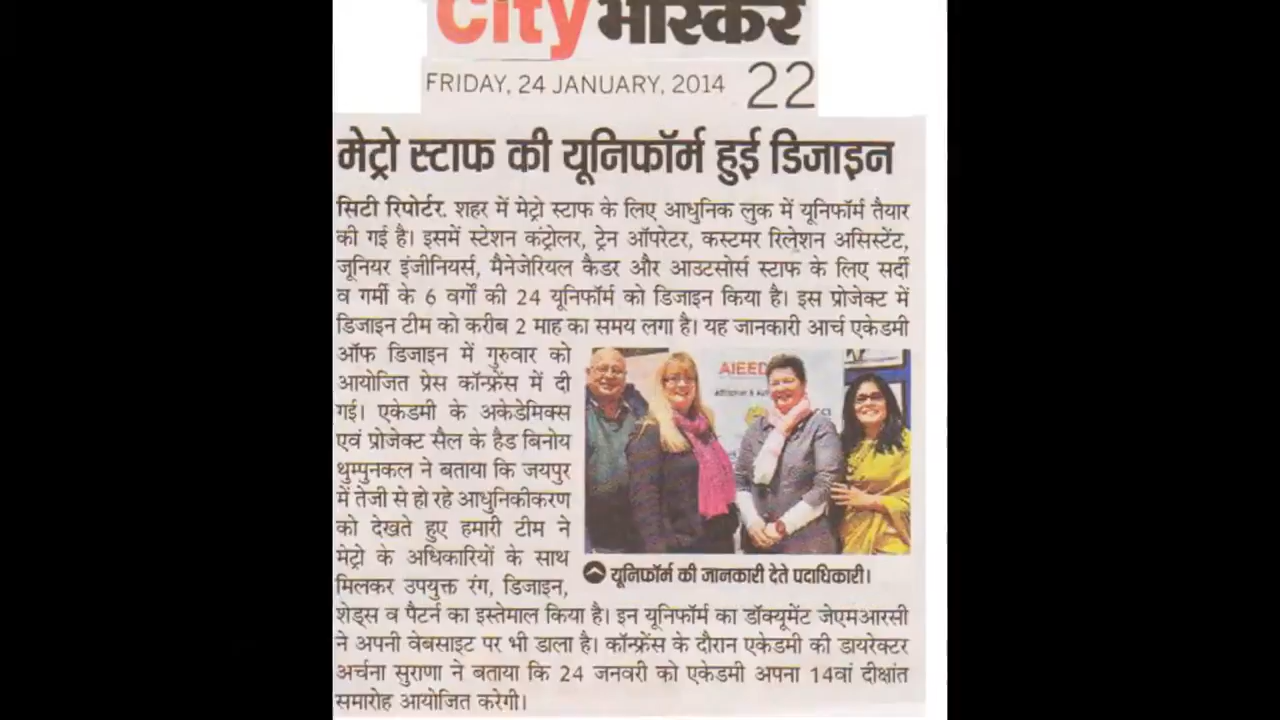 City भास्कर
FRIDAY, 24 JANUARY, 2014 22
मेट्रो स्टाफ की यूनिफॉर्म हुई डिजाइन
सिटी रिपोर्टर. शहर में मेट्रो स्टाफ के लिए आधुनिक लुक में यूनिफॉर्म तैयार
की गई है। इसमें स्टेशन कंट्रोलर, ट्रेन ऑपरेटर, कस्टमर रिलेशन असिस्टेंट,
जूनियर इंजीनियर्स, मैनेजेरियल कैडर और आउटसोर्स स्टाफ के लिए सर्दी
व गर्मी के 6 वर्गों की 24 यूनिफॉर्म को डिजाइन किया है। इस प्रोजेक्ट में
डिजाइन टीम को करीब 2 माह का समय लगा है। यह जानकारी आर्च एकेडमी
ऑफ डिजाइन में गुरुवार को
आयोजित प्रेस कॉन्फ्रेंस में दी
गई। एकेडमी के अकेडेमिक्स
एवं प्रोजेक्ट सैल के हैड बिनोय
थुम्पुनकल ने बताया कि जयपुर
में तेजी से हो रहे आधुनिकीकरण
को देखते हुए हमारी टीम ने
मेट्रो के अधिकारियों के साथ
मिलकर उपयुक्त रंग, डिजाइन,
शेड्स व पैटर्न का इस्तेमाल किया है। इन यूनिफॉर्म का डॉक्यूमेंट जेएमआरसी
ने अपनी वेबसाइट पर भी डाला है। कॉन्फ्रेंस के दौरान एकेडमी की डायरेक्टर
अर्चना सुराणा ने बताया कि 24 जनवरी को एकेडमी अपना 14वां दीक्षांत
समारोह आयोजित करेगी।
AIEED
यूनिफॉर्म की जानकारी देते पदाधिकारी।